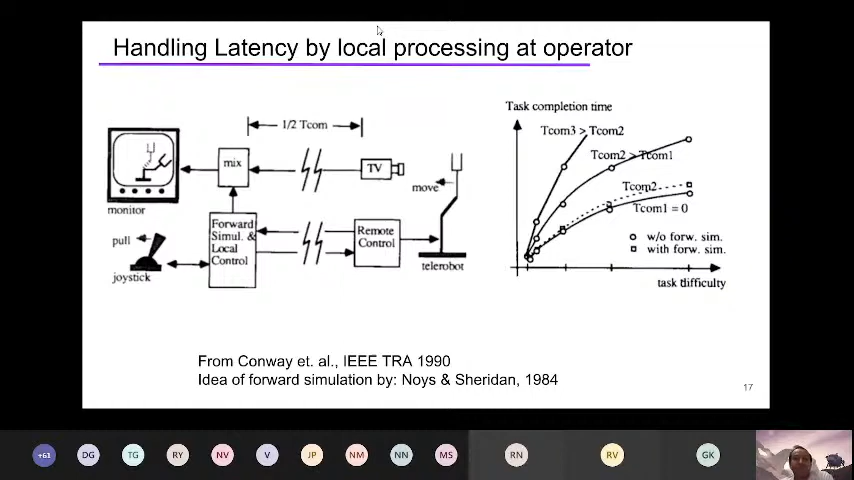 Handling Latency by local processing at operator
1/2 Tcom
mix
TV
move
monitor
pull
joystick
Forward
Simul. &
Local
Control
Remote
Control
telerobot
Task completion time
Tcom3 > Tcom2
Tcom2 > Tcom1
Tcom2
Tcom1 = 0
w/o forw. sim.
with forw. sim.
task difficulty
From Conway et. al., IEEE TRA 1990
Idea of forward simulation by: Noys & Sheridan, 1984
17
+61
DG
TG
RY
NV
V
JP
NM
NN
MS
RN
RV
GK